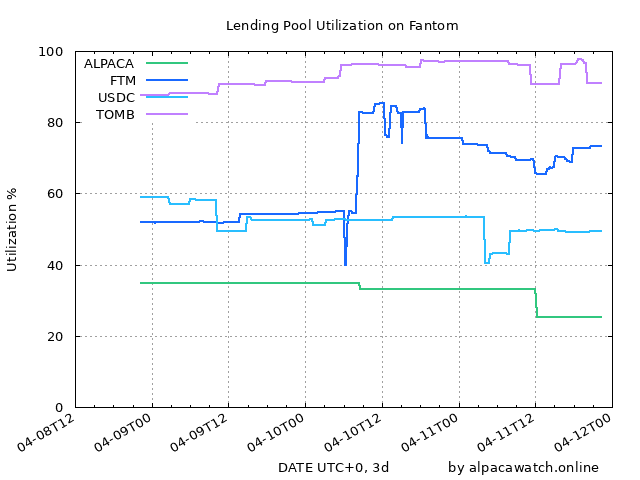 Lending Pool Utilization on Fantom
100
80
60
40
20
0
Utilization %
ALPACA
FTM
USDC
TOMB
04-08T12
04-09T00
04-09T12
04-10T00
04-10T12
04-11T00
04-11T12
04-12T00
DATE UTC+0, 3d
by alpacawatch.online